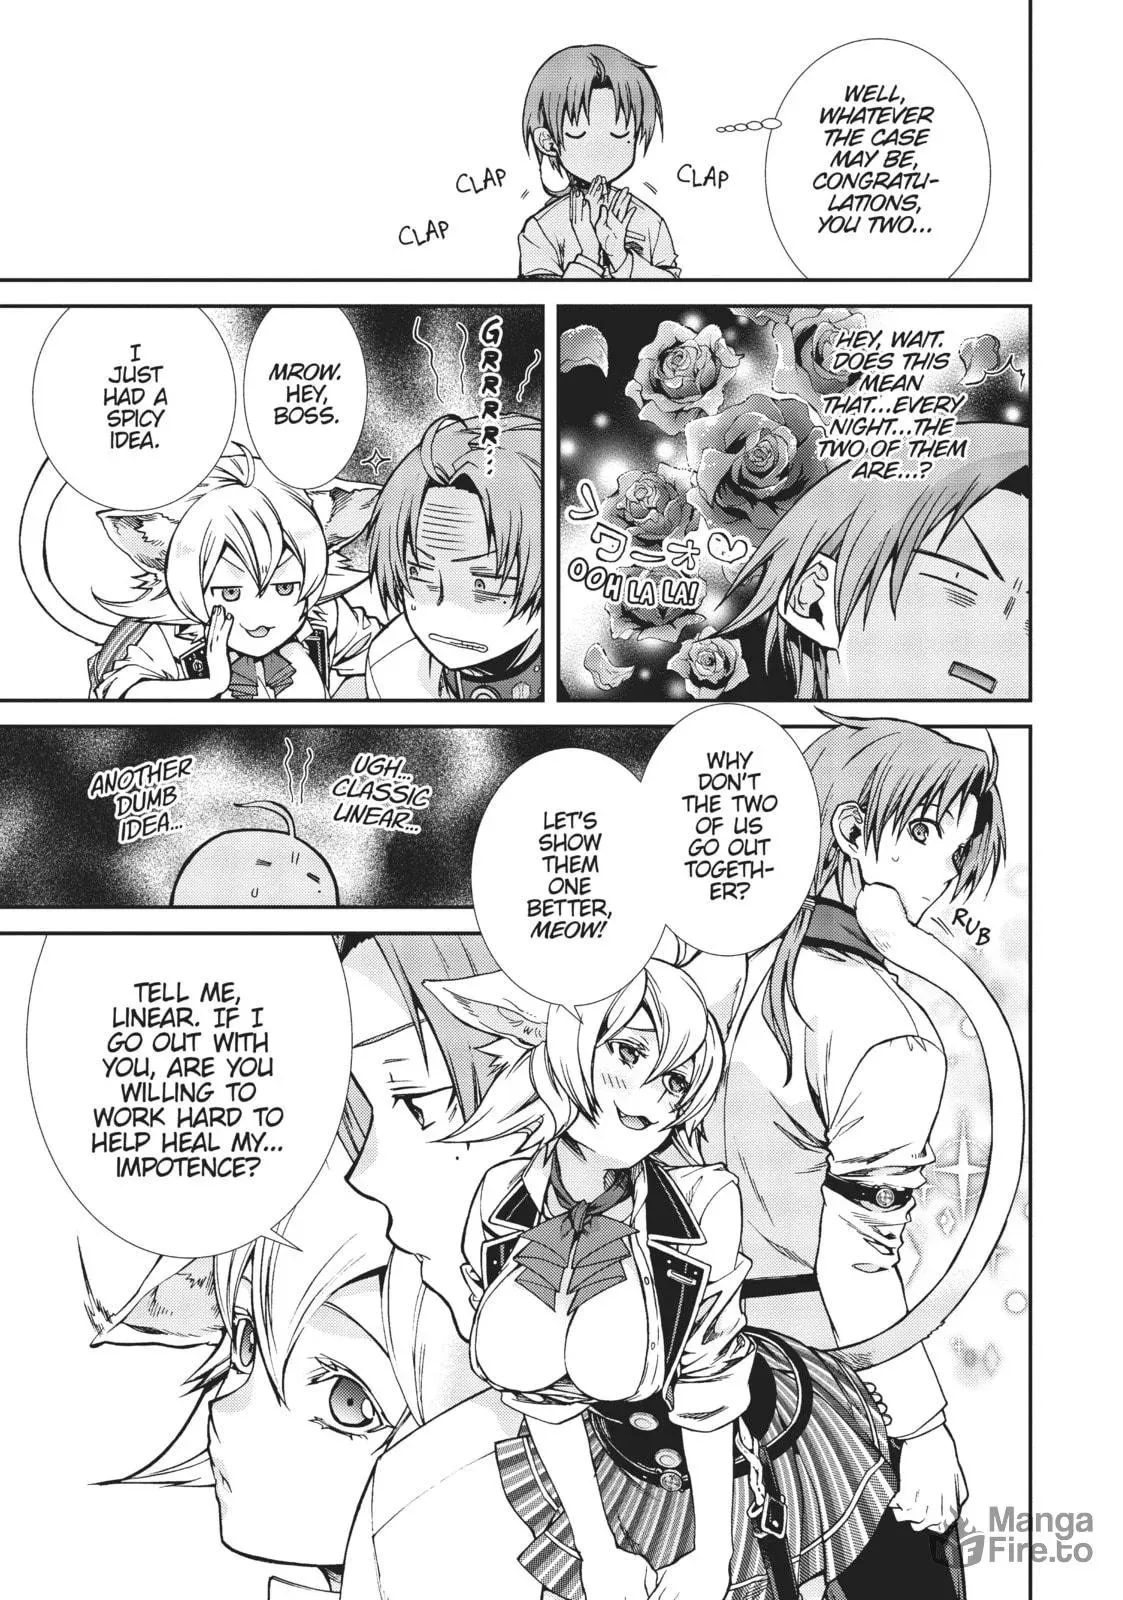 WELL,
WHATEVER
THE CASE
MAY BE,
CONGRATU-
LATIONS,
YOU TWO...
CLAP
CLAP
CLAP
HEY, WAIT.
DOES THIS
MEAN
THAT...EVERY
NIGHT...THE
TWO OF THEM
ARE...?
ワーオ♡
OOH LA LA!
GRRRRR...
MROW.
HEY,
BOSS.
I
JUST
HAD A
SPICY
IDEA.
WHY
DON'T
THE TWO
OF US
GO OUT
TOGETH-
ER?
RUB
LET'S
SHOW
THEM
ONE
BETTER,
MEOW!
UGH...
CLASSIC
LINEAR...
ANOTHER
DUMB
IDEA...
TELL ME,
LINEAR. IF I
GO OUT WITH
YOU, ARE YOU
WILLING TO
WORK HARD TO
HELP HEAL MY...
IMPOTENCE?
Manga
Fire.to